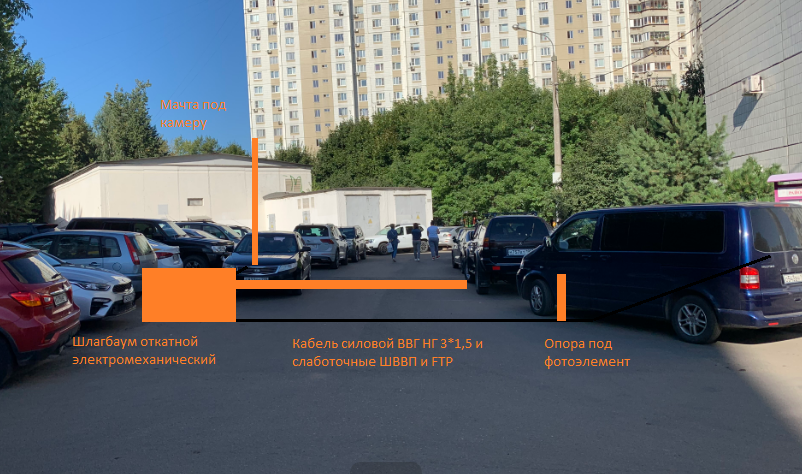 Мачта под
камеру
Шлагбаум откатной
электромеханический
Кабель силовой ВВГ НГ 3*1,5 и
слаботочные ШВВП и FTP
Опора под
фотоэлемент